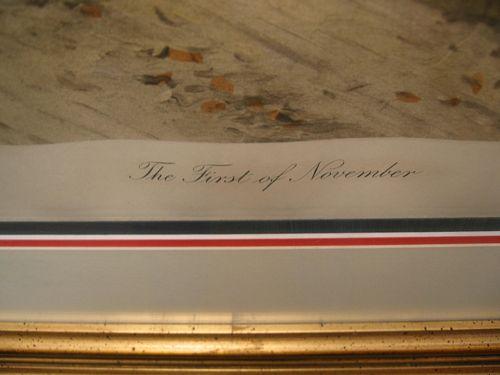 The First of November